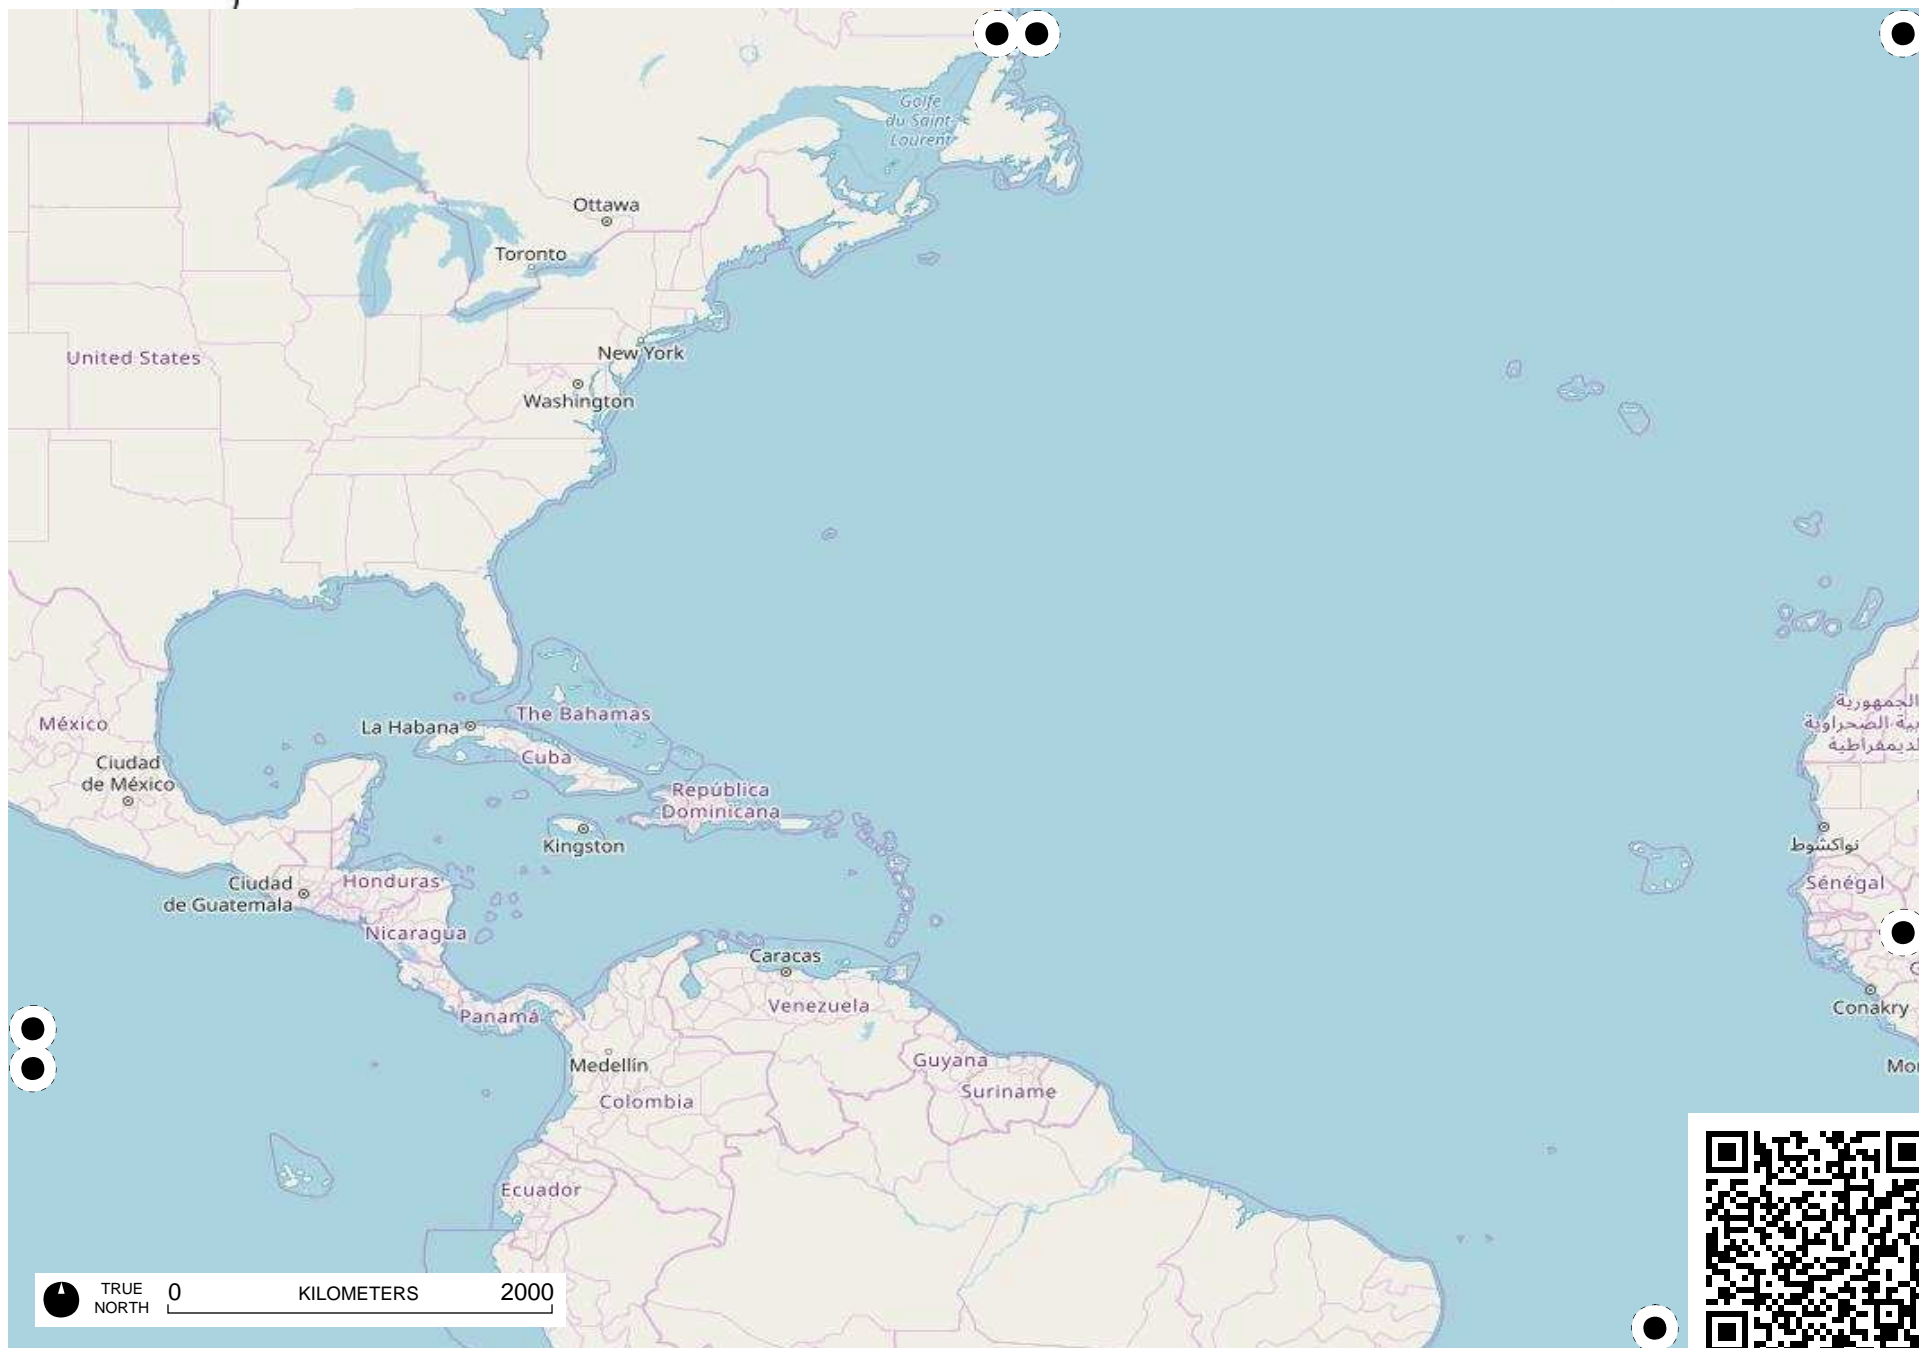 Golfe
du Saint-
Lourent
Ottawa
Toronto
New York
United States
Washington
México
La Habana
The Bahamas
Cuba
Ciudad
de México
República
Dominicana
Kingston
نواكشوط
Sénégal
Ciudad
de Guatemala
Honduras
Nicaragua
Caracas
Venezuela
Panamá
Conakry
Medellín
Guyana
Suriname
Colombia
Ecuador
TRUE
NORTH
0 KILOMETERS 2000